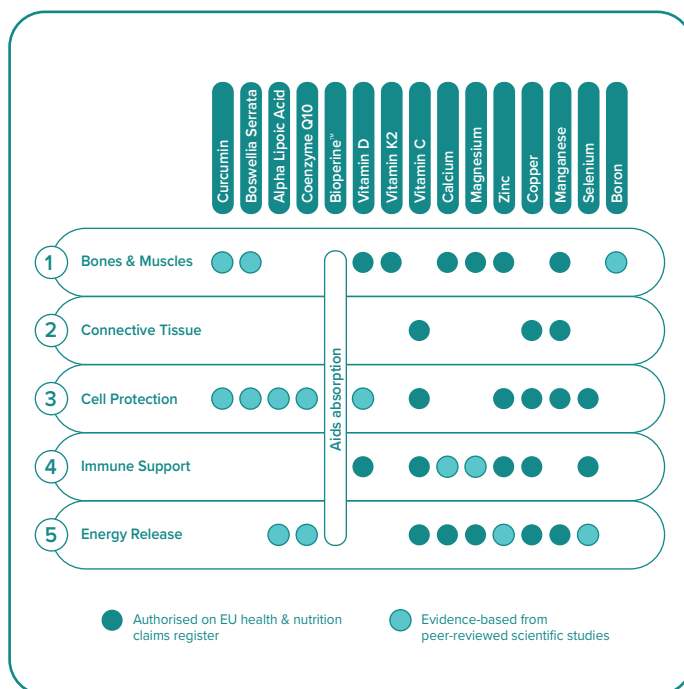 Curcumin
Boswellia Serrata
Alpha Lipoic Acid
Coenzyme Q10
Bioperine™
Vitamin D
Vitamin K2
Vitamin C
Calcium
Magnesium
Zinc
Copper
Manganese
Selenium
Boron
1 Bones & Muscles
2 Connective Tissue
3 Cell Protection
4 Immune Support
5 Energy Release
Aids absorption
Authorised on EU health & nutrition
claims register
Evidence-based from
peer-reviewed scientific studies